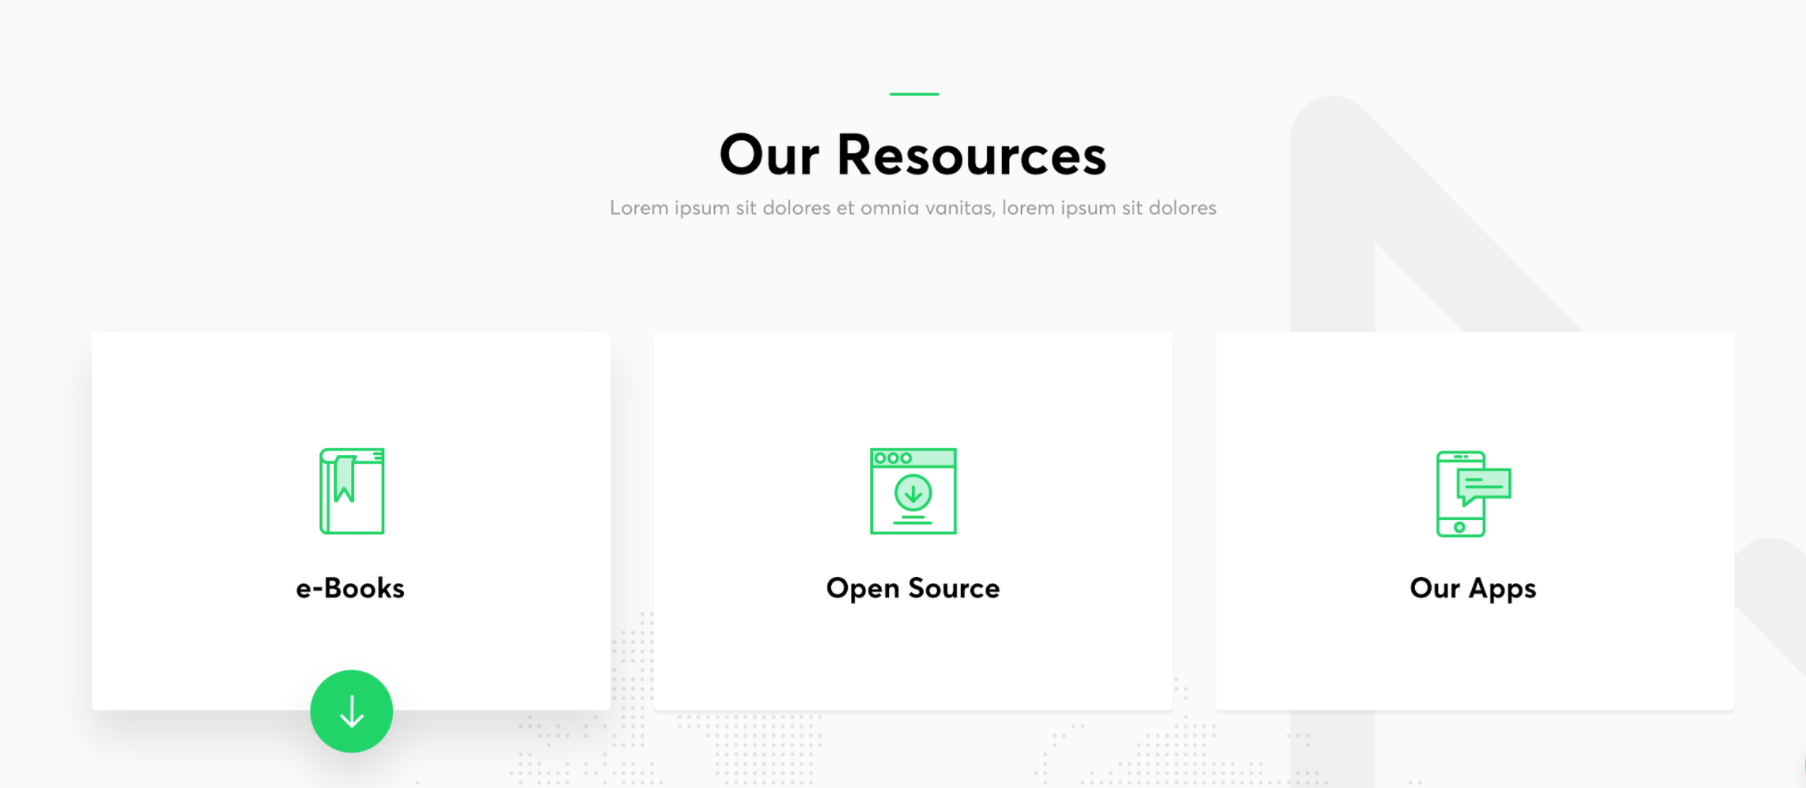 Our Resources
Lorem ipsum sit dolores et omnia vanitas, lorem ipsum sit dolores
e-Books
Open Source
Our Apps